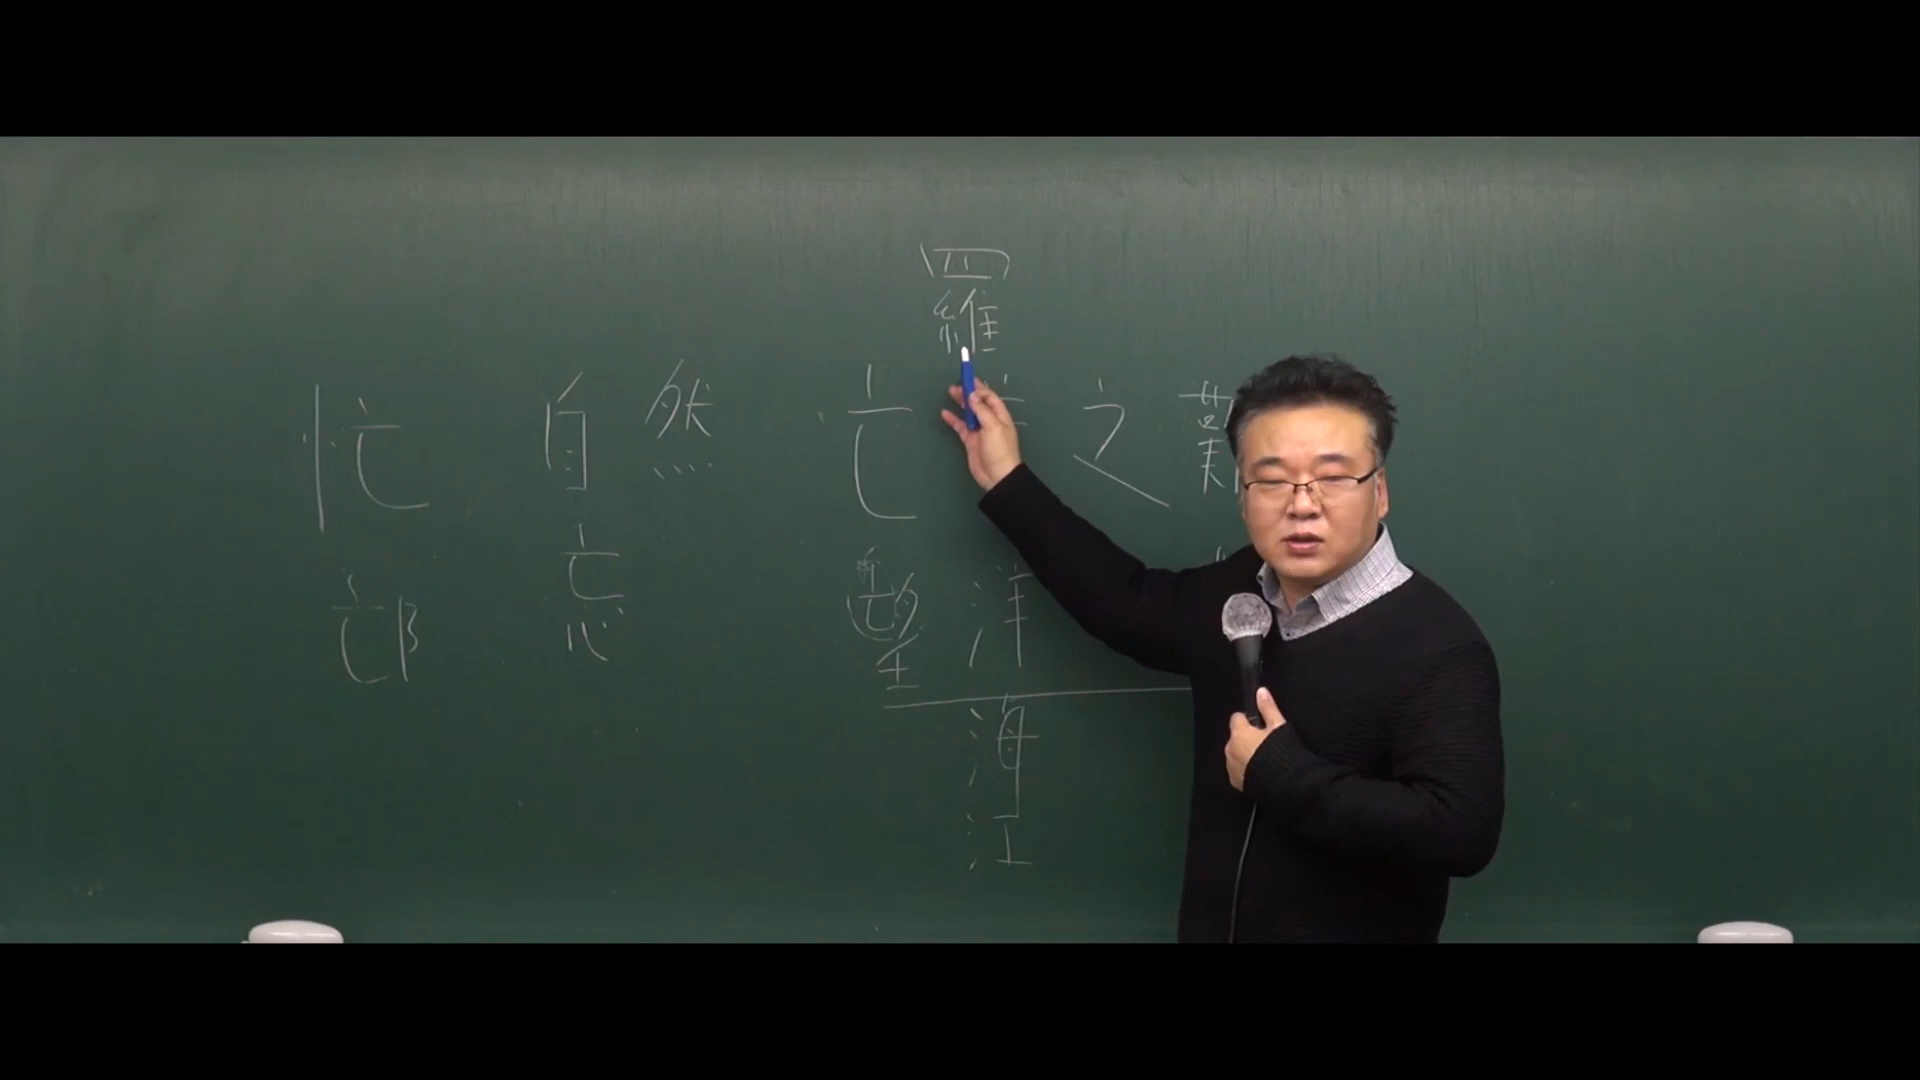 羅
忙 自 然 亡 之
邙 忘 望 洋
海
江